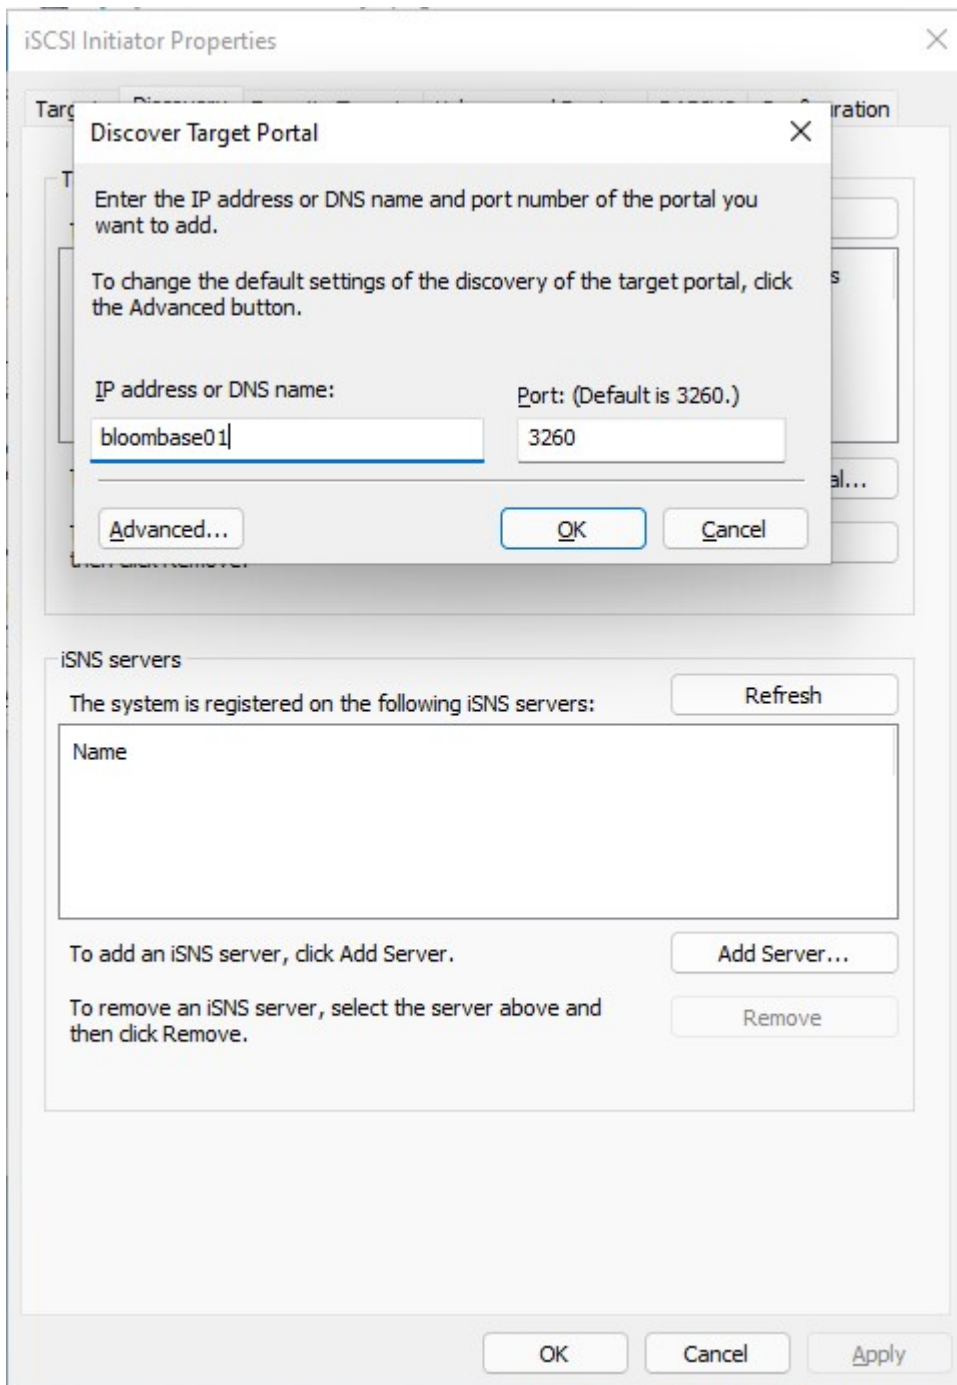 iSCSI Initiator Properties
Discover Target Portal
Enter the IP address or DNS name and port number of the portal you
want to add.
To change the default settings of the discovery of the target portal, click
the Advanced button.
IP address or DNS name:
Port: (Default is 3260.)
bloombase01
3260
Advanced...
OK
Cancel
then click Remove.
iSNS servers
The system is registered on the following iSNS servers:
Refresh
Name
To add an iSNS server, click Add Server.
Add Server...
To remove an iSNS server, select the server above and
then click Remove.
Remove
OK
Cancel
Apply